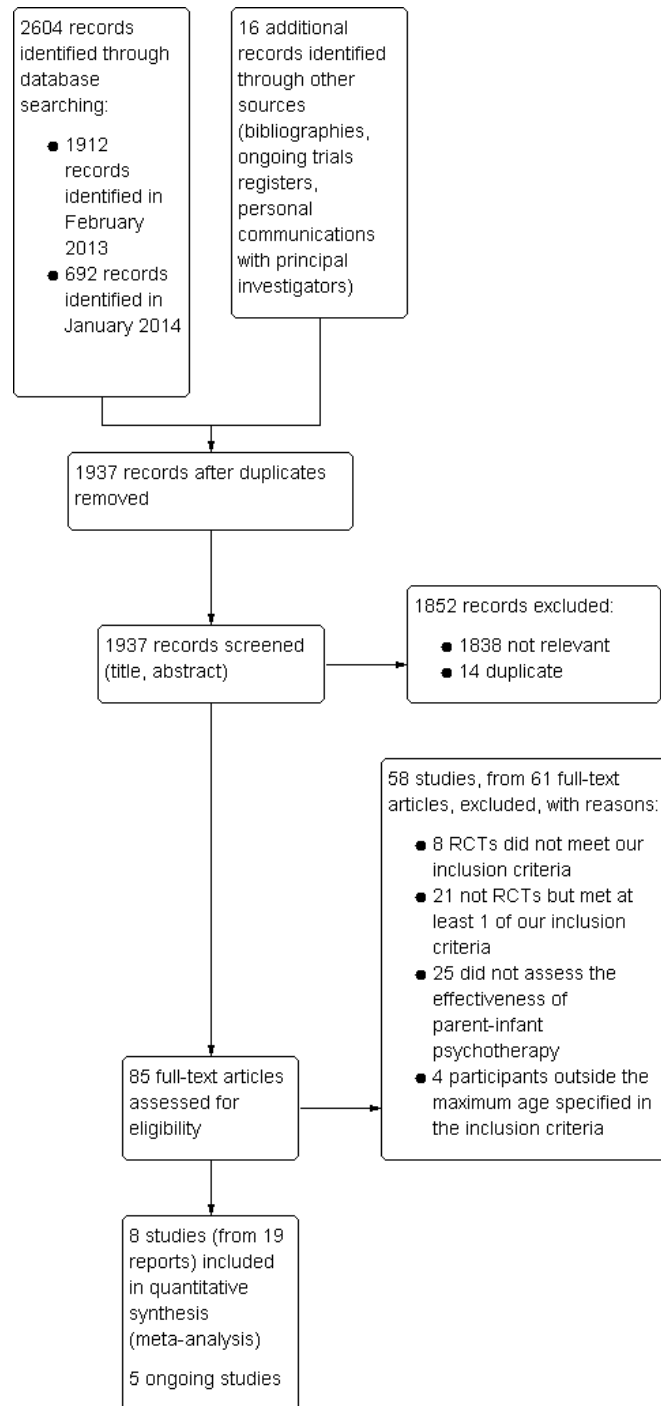 2604 records
identified through
database
searching:
● 1912
records
identified in
February
2013
● 692 records
identified in
January 2014
16 additional
records identified
through other
sources
(bibliographies,
ongoing trials
registers,
personal
communications
with principal
investigators)
1937 records after duplicates
removed
1937 records screened
(title, abstract)
1852 records excluded:
● 1838 not relevant
● 14 duplicate
58 studies, from 61 full-text
articles, excluded, with reasons:
● 8 RCTs did not meet our
inclusion criteria
● 21 not RCTs but met at
least 1 of our inclusion
criteria
● 25 did not assess the
effectiveness of
parent-infant
psychotherapy
● 4 participants outside the
maximum age specified in
the inclusion criteria
85 full-text articles
assessed for
eligibility
8 studies (from 19
reports) included
in quantitative
synthesis
(meta-analysis)
5 ongoing studies